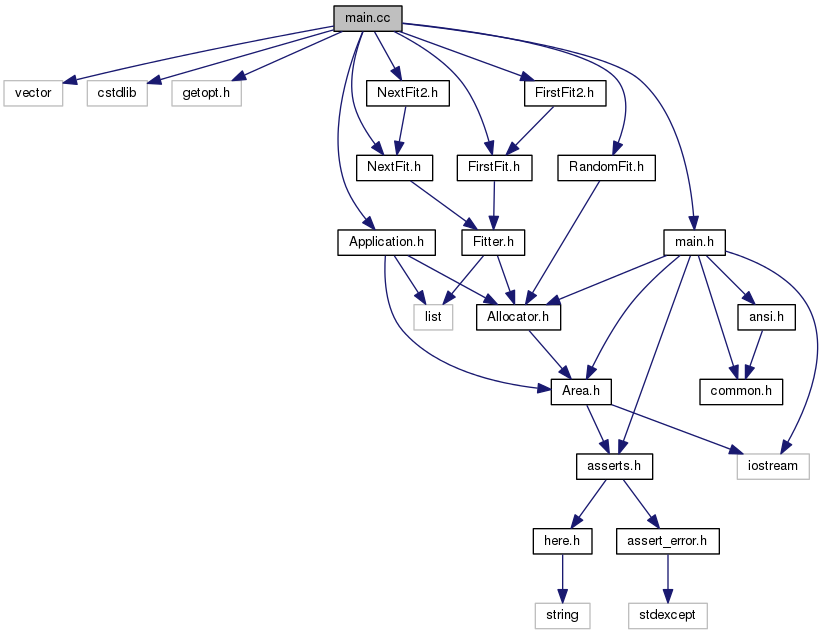 main.cc
vector
cstdlib
getopt.h
NextFit2.h
FirstFit2.h
NextFit.h
FirstFit.h
RandomFit.h
Application.h
Fitter.h
main.h
list
Allocator.h
ansi.h
Area.h
common.h
asserts.h
iostream
here.h
assert_error.h
string
stdexcept